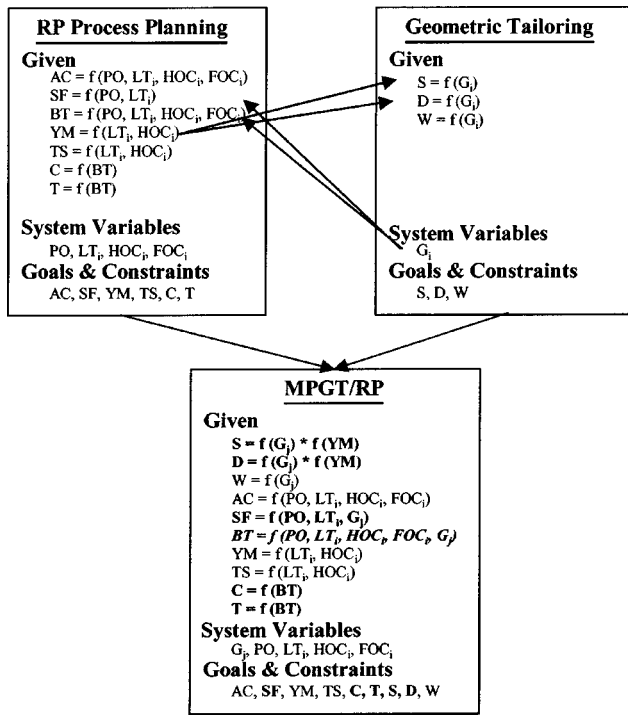 RP Process Planning
Given
AC = f (PO, LTi, HOCi, FOCi)
SF = f (PO, LTi)
BT = f (PO, LTi, HOCi, FOCi)
YM = f (LTi, HOCi)
TS = f (LTi, HOCi)
C = f (BT)
T = f (BT)
System Variables
PO, LTi, HOCi, FOCi
Goals & Constraints
AC, SF, YM, TS, C, T
Geometric Tailoring
Given
S = f (Gi)
D = f (Gi)
W = f (Gi)
System Variables
Gi
Goals & Constraints
S, D, W
MPGT/RP
Given
S = f (Gj) * f (YM)
D = f (Gj) * f (YM)
W = f (Gj)
AC = f (PO, LTi, HOCi, FOCi)
SF = f (PO, LTi, Gj)
BT = f (PO, LTi, HOCi, FOCi, Gj)
YM = f (LTi, HOCi)
TS = f (LTi, HOCi)
C = f (BT)
T = f (BT)
System Variables
Gj, PO, LTi, HOCi, FOCi
Goals & Constraints
AC, SF, YM, TS, C, T, S, D, W